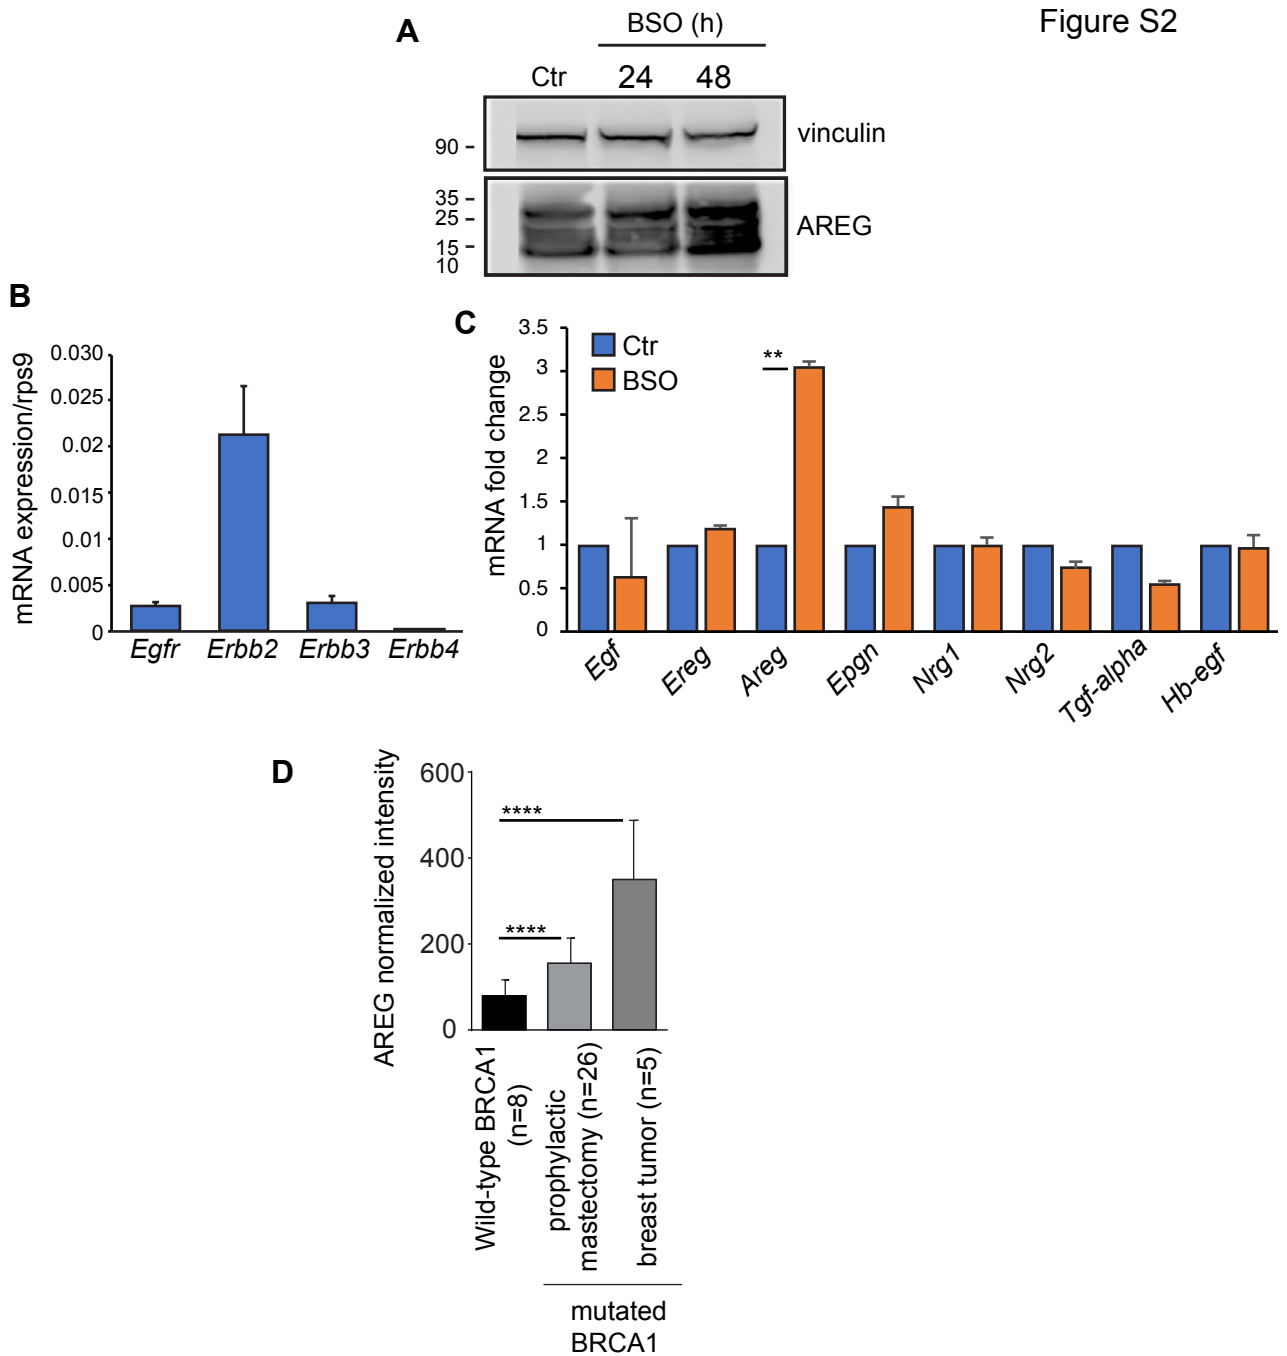 Figure S2
A
BSO (h)
Ctr 24 48
90
vinculin
35
25
15
10
AREG
B
mRNA expression/rps9
0.030
0.025
0.02
0.015
0.01
0.005
0
Egfr Erbb2 Erbb3 Erbb4
C
mRNA fold change
3.5
3
2.5
2
1.5
1
0.5
0
Ctr
BSO
**
Egf Ereg Areg Epgn Nrg1 Nrg2 Tgf-alpha Hb-egf
D
AREG normalized intensity
600
400
200
0
****
****
Wild-type BRCA1
(n=8)
prophylactic
mastectomy (n=26)
breast tumor (n=5)
mutated
BRCA1